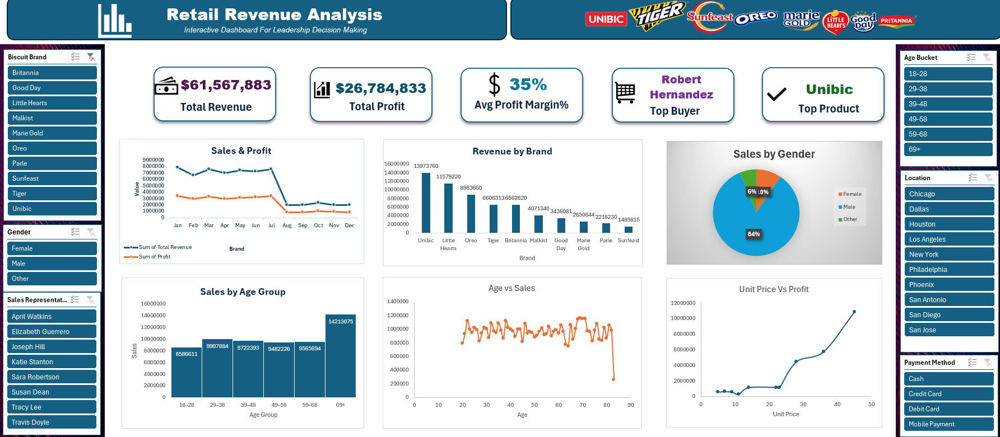 Retail Revenue Analysis
Interactive Dashboard For Leadership Decision Making
UNIBIC
TIGER
Sunfeast
OREO
marie GOLD
LITTLE HEARTS
Good DAY
PRITANNIA
Biscuit Brand
Britannia
Good Day
Little Hearts
Malkist
Marie Gold
Oreo
Parle
Sunfeast
Tiger
Unibic
Gender
Female
Male
Other
Sales Representat...
April Watkins
Elizabeth Guerrero
Joseph Hill
Katie Stanton
Sara Robertson
Susan Dean
Tracy Lee
Travis Doyle
$61,567,883
Total Revenue
$26,784,833
Total Profit
35%
Avg Profit Margin%
Robert
Hernandez
Top Buyer
Unibic
Top Product
Sales & Profit
Value
9000000
8000000
7000000
6000000
5000000
4000000
3000000
2000000
1000000
0
Jan Feb Mar Apr May Jun Jul Aug Sep Oct Nov Dec
Sum of Total Revenue
Brand
Sum of Profit
Revenue by Brand
16000000
14000000
12000000
10000000
8000000
6000000
4000000
2000000
0
13973760
11579220
8983660
6606313
6562820
4071340
3436081
2650644
2218230
1485815
Unibic Little Hearts Oreo Tiger Britannia Malkist Good Day Marie Gold Parle Sunfeast
Brand
Sales by Gender
6%
10%
84%
Female
Male
Other
Sales by Age Group
Sales
16000000
14000000
12000000
10000000
8000000
6000000
4000000
2000000
0
8586611
9997884
9722393
9482226
9565694
14213075
18–28 29–38 39–48 49–58 59–68 69+
Age Group
Age vs Sales
1400000
1200000
1000000
800000
600000
400000
200000
0
0 10 20 30 40 50 60 70 80 90
Age
Unit Price Vs Profit
12000000
10000000
8000000
6000000
4000000
2000000
0
0 10 20 30 40 50
Unit Price
Age Bucket
18–28
29–38
39–48
49–58
59–68
69+
Location
Chicago
Dallas
Houston
Los Angeles
New York
Philadelphia
Phoenix
San Antonio
San Diego
San Jose
Payment Method
Cash
Credit Card
Debit Card
Mobile Payment